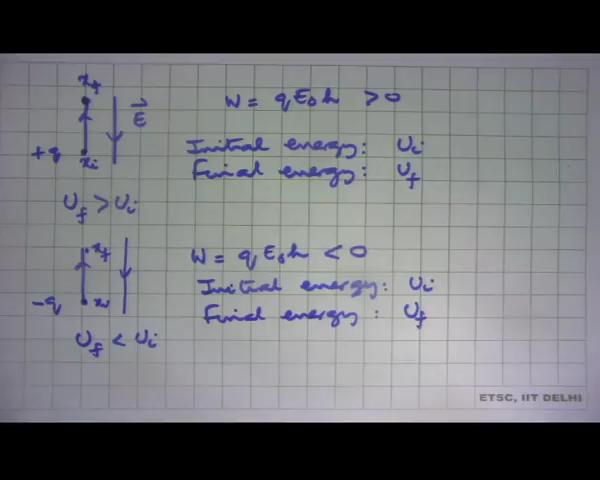 x_f
E⃗
W = qE₀h > 0
+q
x_i
Initial energy: U_i
Final energy: U_f
U_f > U_i
x_f
W = qE₀h < 0
Initial energy: U_i
-q
x_i
Final energy: U_f
U_f < U_i
ETSC, IIT DELHI